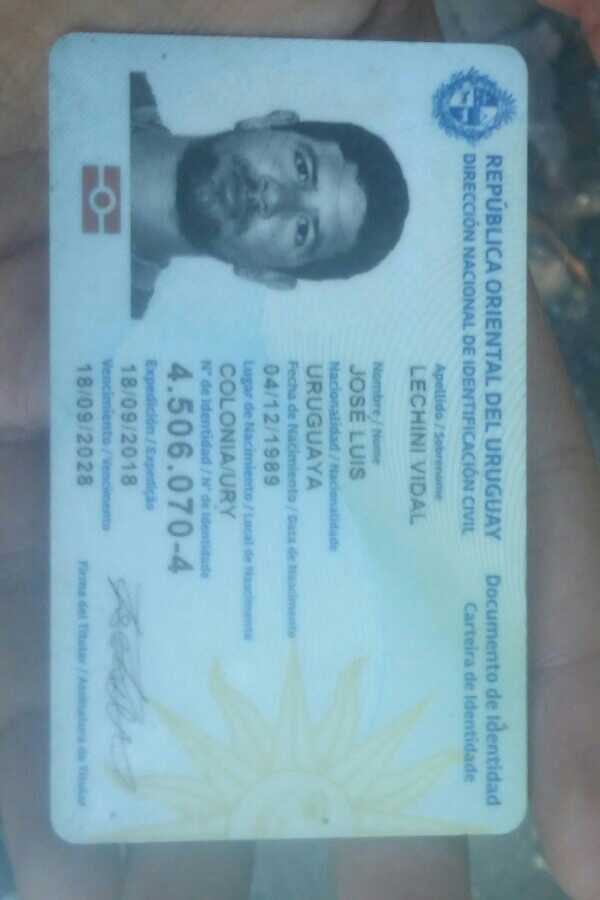 REPÚBLICA ORIENTAL DEL URUGUAY
DIRECCIÓN NACIONAL DE IDENTIFICACIÓN CIVIL
Documento de Identidad
Carteira de Identidade
Apellido / Sobrenome
LECHINI VIDAL
Nombre / Nome
JOSÉ LUIS
Nacionalidad / Nacionalidade
URUGUAYA
Fecha de Nacimiento / Data de Nascimento
04/12/1989
Lugar de Nacimiento / Local de Nascimento
COLONIA/URY
N° de Identidad / N° de Identidade
4.506.070-4
Expedición / Expedição
18/09/2018
Vencimiento / Vencimento
18/09/2028
Firma del Titular / Assinatura do Titular